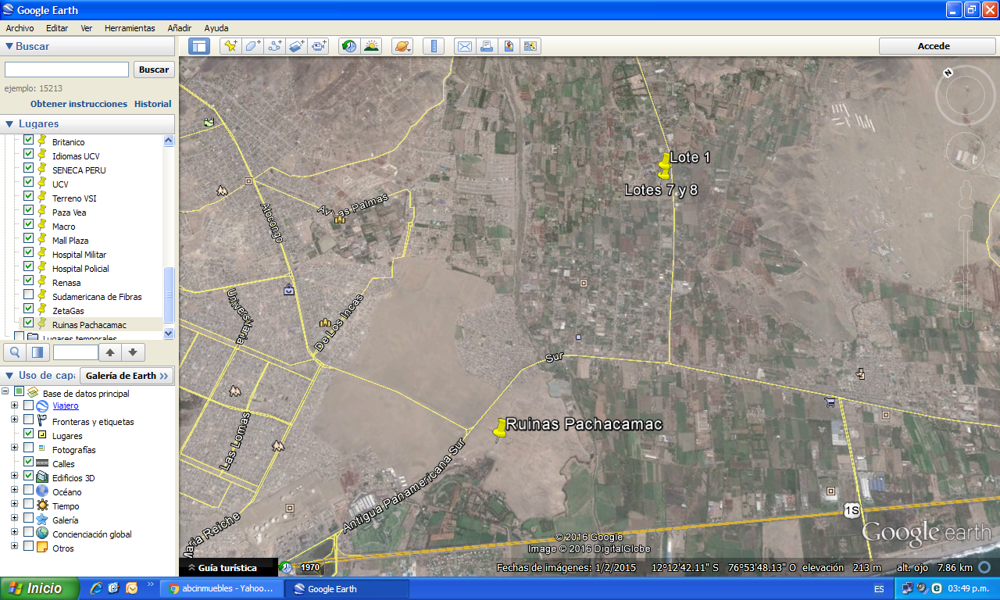 Google Earth
Archivo Editar Ver Herramientas Añadir Ayuda
Buscar
Accede
Buscar
ejemplo: 15213
Obtener instrucciones Historial
Lugares
Britanico
Idiomas UCV
SENECA PERU
UCV
Terreno VSI
Paza Vea
Macro
Mall Plaza
Hospital Militar
Hospital Policial
Renasa
Sudamericana de Fibras
ZetaGas
Ruinas Pachacamac
Lugares temporales
Uso de capa
Galería de Earth »
Base de datos principal
Viajero
Fronteras y etiquetas
Lugares
Fotografías
Calles
Edificios 3D
Océano
Tiempo
Galería
Concienciación global
Otros
N
Lote 1
Lotes 7 y 8
Av Las Palmas
Atocongo
Universitaria
De Los Incas
Sur
Ruinas Pachacamac
Las Lomas
Antigua Panamericana Sur
Maria Reiche
1S
Google earth
© 2016 Google
Image © 2016 DigitalGlobe
Guía turística
1970
Fechas de imágenes: 1/2/2015 12°12'42.11" S 76°53'48.13" O elevación 213 m alt. ojo 7.86 km
Inicio
abcinmuebles - Yahoo...
Google Earth
ES
03:49 p.m.